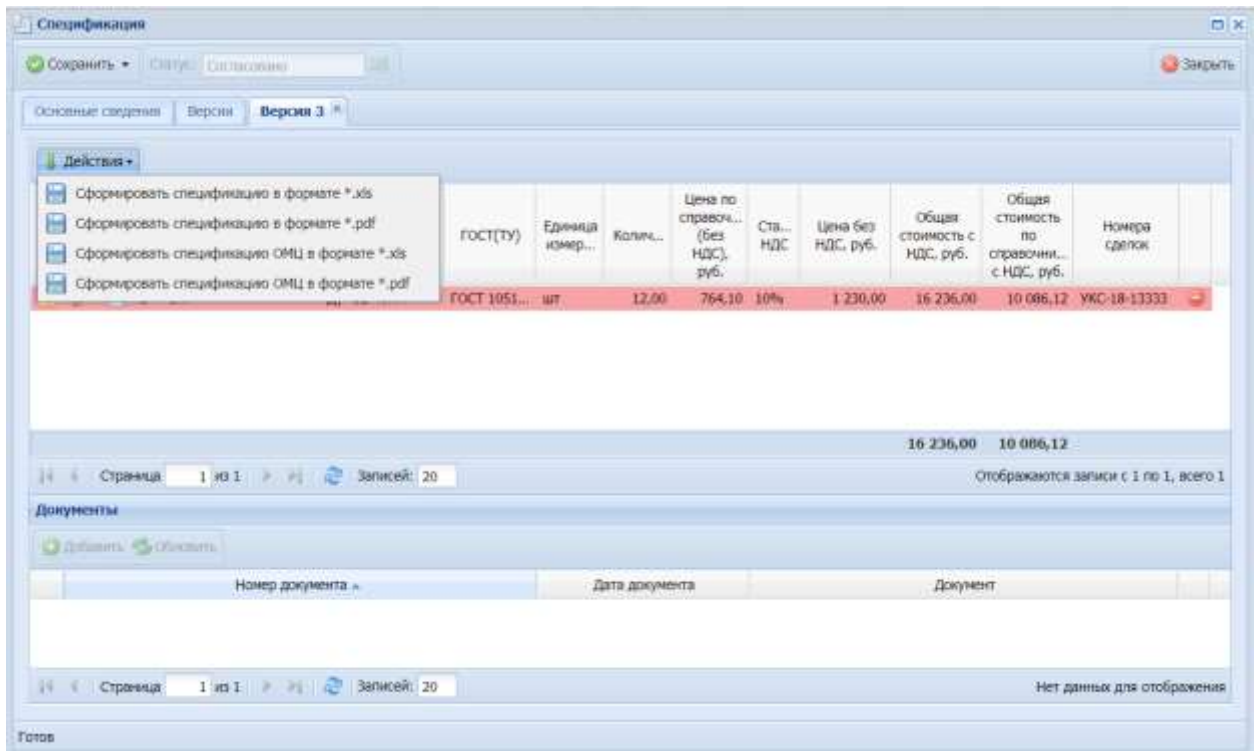 Спецификация
Сохранить
Статус: Согласовано
Закрыть
Основные сведения
Версии
Версия 3
Действия
Сформировать спецификацию в формате *.xls
Сформировать спецификацию в формате *.pdf
Сформировать спецификацию ОМЦ в формате *.xls
Сформировать спецификацию ОМЦ в формате *.pdf
ГОСТ(ТУ)
Единица
измер...
Колич...
Цена по
справоч...
(без
НДС),
руб.
Ста...
НДС
Цена без
НДС, руб.
Общая
стоимость с
НДС, руб.
Общая
стоимость
по
справочни...
с НДС, руб.
Номера
сделок
ГОСТ 1051... шт 12,00 764,10 10% 1 230,00 16 236,00 10 086,12 УКС-18-13333
16 236,00 10 086,12
Страница 1 из 1 Записей: 20 Отображаются записи с 1 по 1, всего 1
Документы
Добавить Обновить
Номер документа Дата документа Документ
Страница 1 из 1 Записей: 20 Нет данных для отображения
Готов